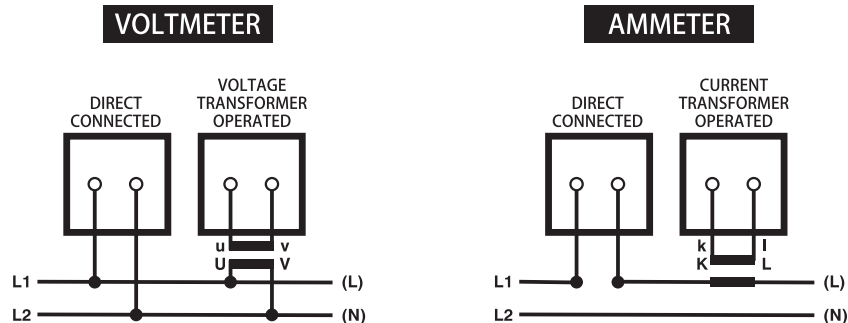 VOLTMETER
DIRECT
CONNECTED
VOLTAGE
TRANSFORMER
OPERATED
u v
U V
L1 (L)
L2 (N)
AMMETER
DIRECT
CONNECTED
CURRENT
TRANSFORMER
OPERATED
k l
K L
L1 (L)
L2 (N)